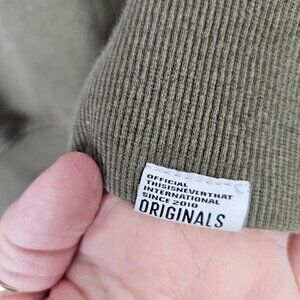 OFFICIAL
THISISNEVERTHAT
INTERNATIONAL
SINCE 2010
ORIGINALS